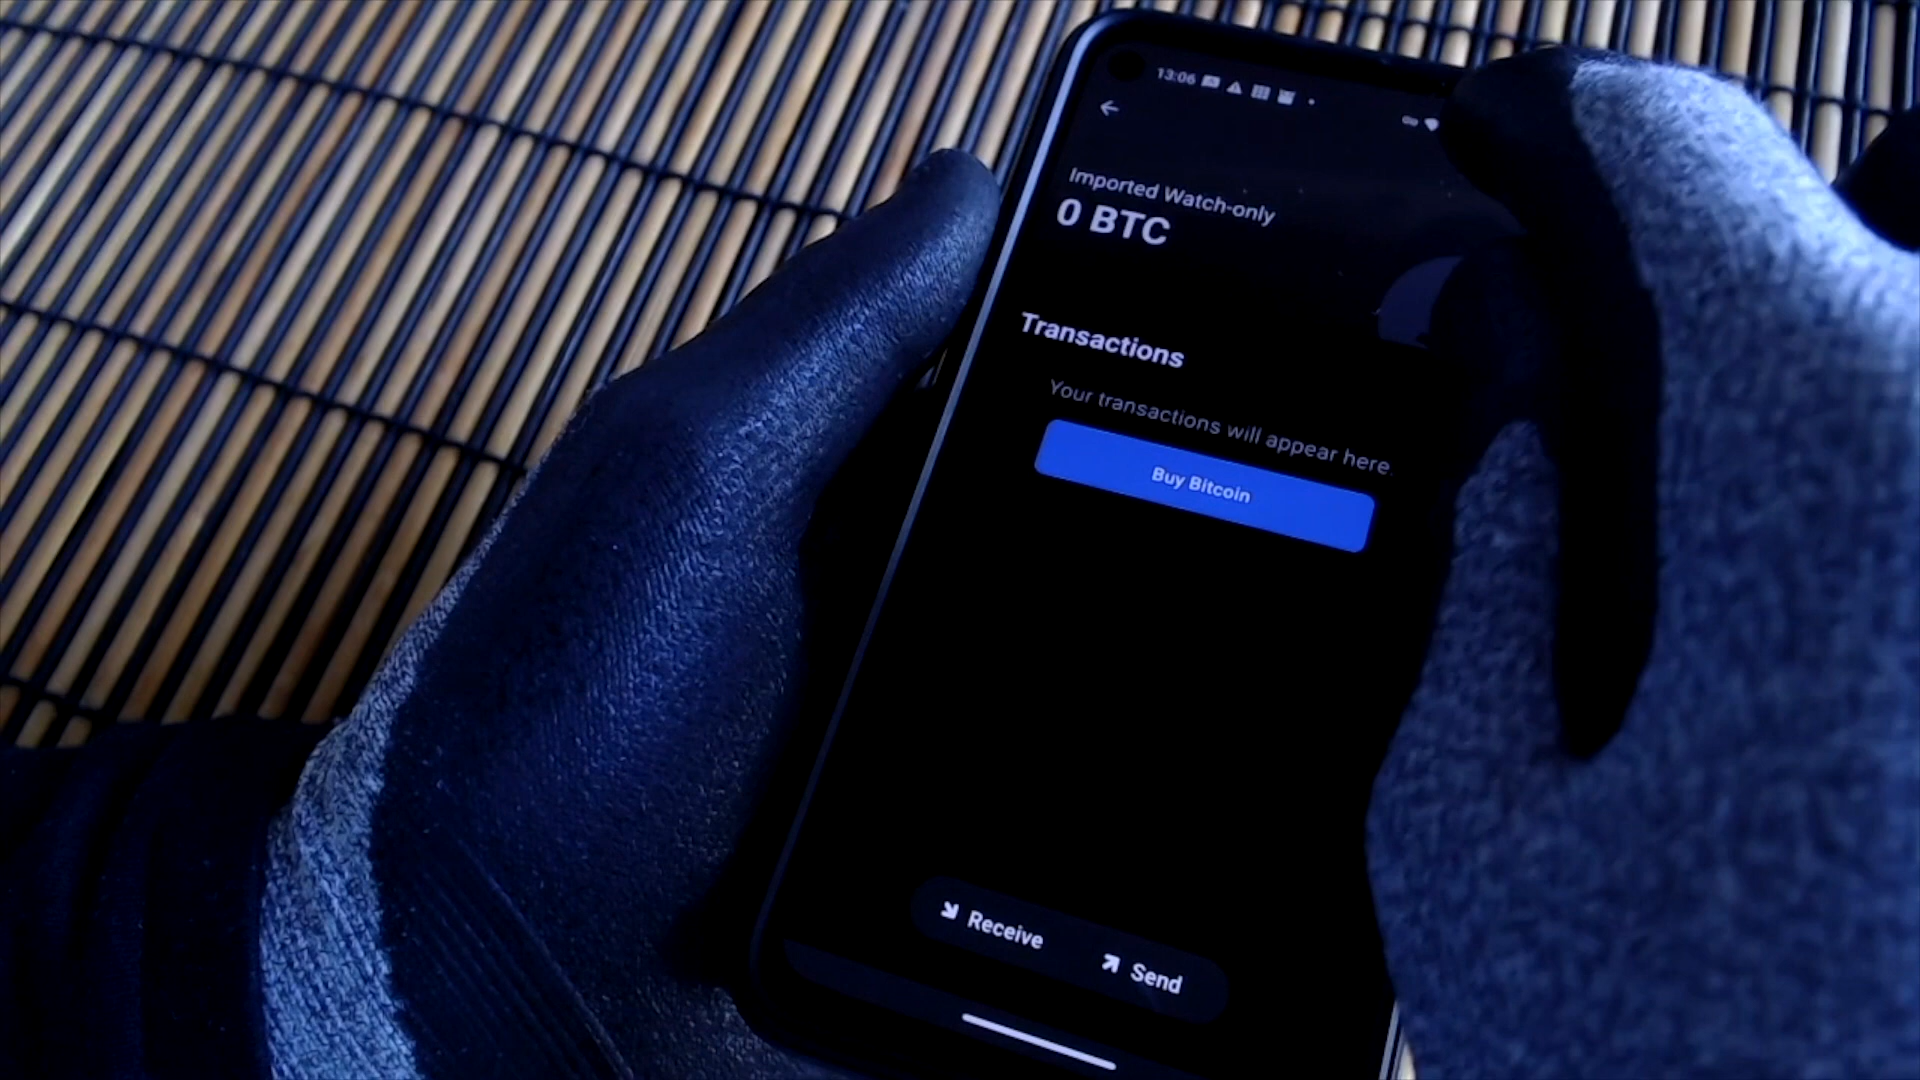 13:06
Imported Watch-only
0 BTC
Transactions
Your transactions will appear here.
Buy Bitcoin
Receive
Send